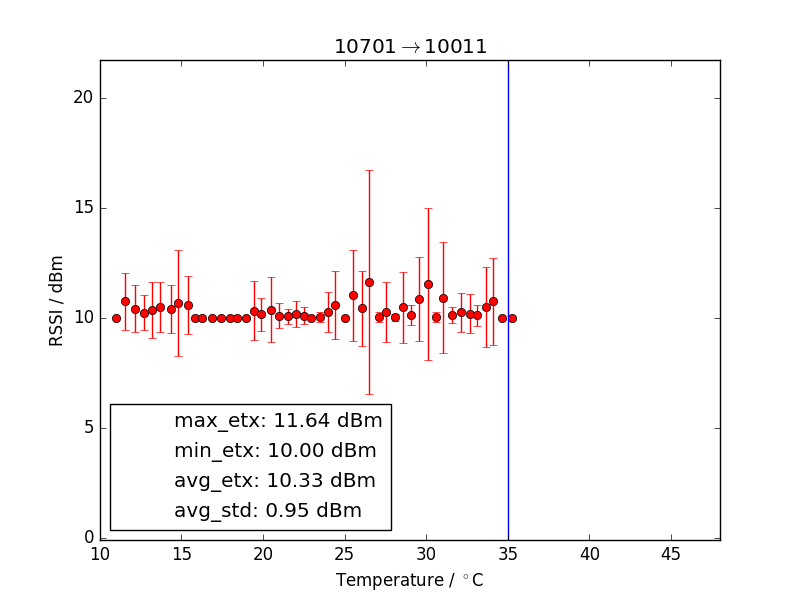 10701→10011
RSSI / dBm
20
15
10
5
0
max_etx: 11.64 dBm
min_etx: 10.00 dBm
avg_etx: 10.33 dBm
avg_std: 0.95 dBm
10 15 20 25 30 35 40 45
Temperature / °C